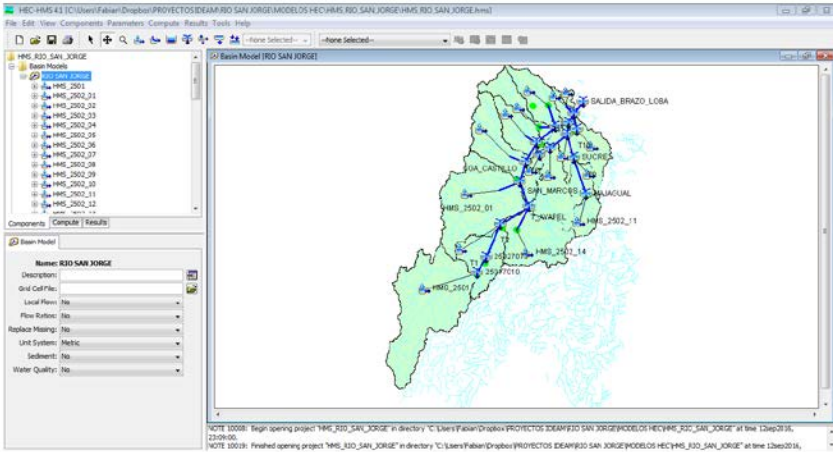 HEC-HMS 4.1 [C:\Users\Fabian\Dropbox\PROYECTOS IDEAM\RIO SAN JORGE\MODELOS HEC\HMS_RIO_SAN_JORGE\HMS_RIO_SAN_JORGE.hms]
File Edit View Components Parameters Compute Results Tools Help
--None Selected-- --None Selected--
HMS_RIO_SAN_JORGE
Basin Models
RIO SAN JORGE
HMS_2501
HMS_2502_01
HMS_2502_02
HMS_2502_03
HMS_2502_04
HMS_2502_05
HMS_2502_06
HMS_2502_07
HMS_2502_08
HMS_2502_09
HMS_2502_10
HMS_2502_11
HMS_2502_12
Components Compute Results
Basin Model
Name: RIO SAN JORGE
Description:
Grid Cell File:
Local Flow: No
Flow Ratios: No
Replace Missing: No
Unit System: Metric
Sediment: No
Water Quality: No
Basin Model [RIO SAN JORGE]
SALIDA_BRAZO_LOBA
SUCRES
SAN_MARCOS
MAJAGUAL
HMS_2502_01
HMS_2502_11
HMS_2502_14
T1
HMS_2501
NOTE 10008: Begin opening project "HMS_RIO_SAN_JORGE" in directory "C:\Users\Fabian\Dropbox\PROYECTOS IDEAM\RIO SAN JORGE\MODELOS HEC\HMS_RIO_SAN_JORGE" at time 12sep2016,
23:09:00.
NOTE 10019: Finished opening project "HMS_RIO_SAN_JORGE" in directory "C:\Users\Fabian\Dropbox\PROYECTOS IDEAM\RIO SAN JORGE\MODELOS HEC\HMS_RIO_SAN_JORGE" at time 12sep2016,